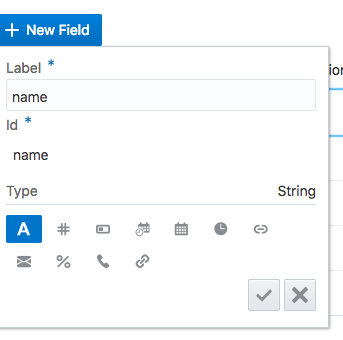 + New Field
Label *
name
Id *
name
Type String
A #
%